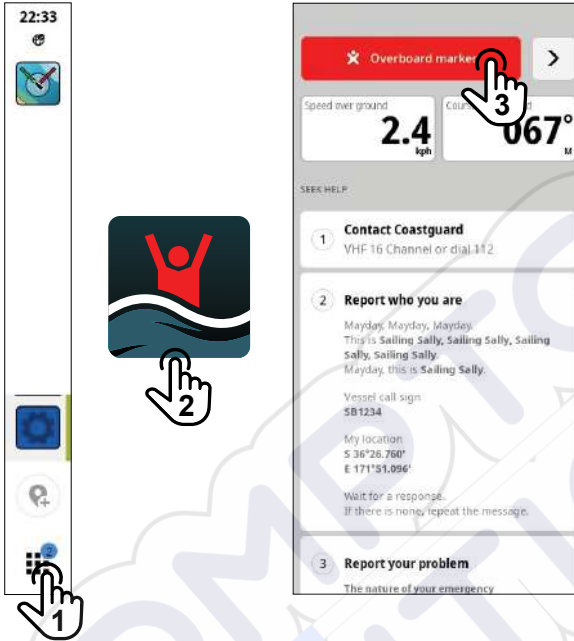 22:33
2
1
2
Overboard marker
3
Speed over ground
2.4
kph
067°
M
SEEK HELP
1
Contact Coastguard
VHF 16 Channel or dial 112
2
Report who you are
Mayday, Mayday, Mayday.
This is Sailing Sally, Sailing Sally, Sailing
Sally, Sailing Sally.
Mayday, this is Sailing Sally.
Vessel call sign
SB1234
My location
S 36°26.760'
E 171°51.096'
Wait for a response.
If there is none, repeat the message.
3
Report your problem
The nature of your emergency